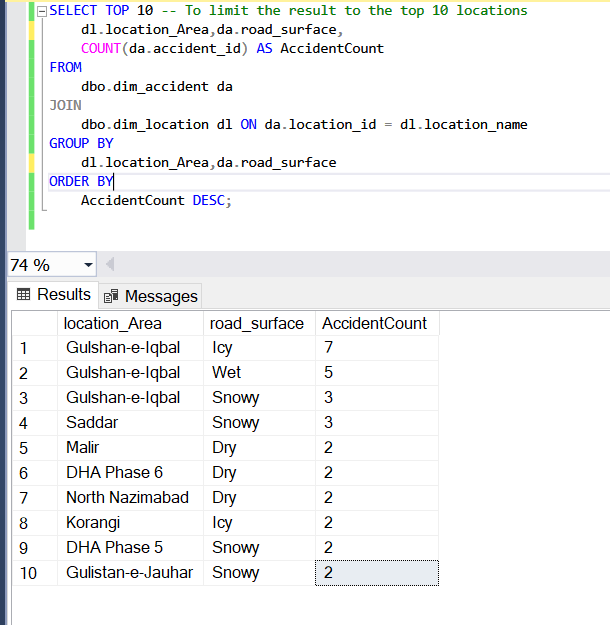 SELECT TOP 10 -- To limit the result to the top 10 locations
dl.location_Area,da.road_surface,
COUNT(da.accident_id) AS AccidentCount
FROM
dbo.dim_accident da
JOIN
dbo.dim_location dl ON da.location_id = dl.location_name
GROUP BY
dl.location_Area,da.road_surface
ORDER BY
AccidentCount DESC;
74 %
Results Messages
location_Area road_surface AccidentCount
1 Gulshan-e-Iqbal Icy 7
2 Gulshan-e-Iqbal Wet 5
3 Gulshan-e-Iqbal Snowy 3
4 Saddar Snowy 3
5 Malir Dry 2
6 DHA Phase 6 Dry 2
7 North Nazimabad Dry 2
8 Korangi Icy 2
9 DHA Phase 5 Snowy 2
10 Gulistan-e-Jauhar Snowy 2